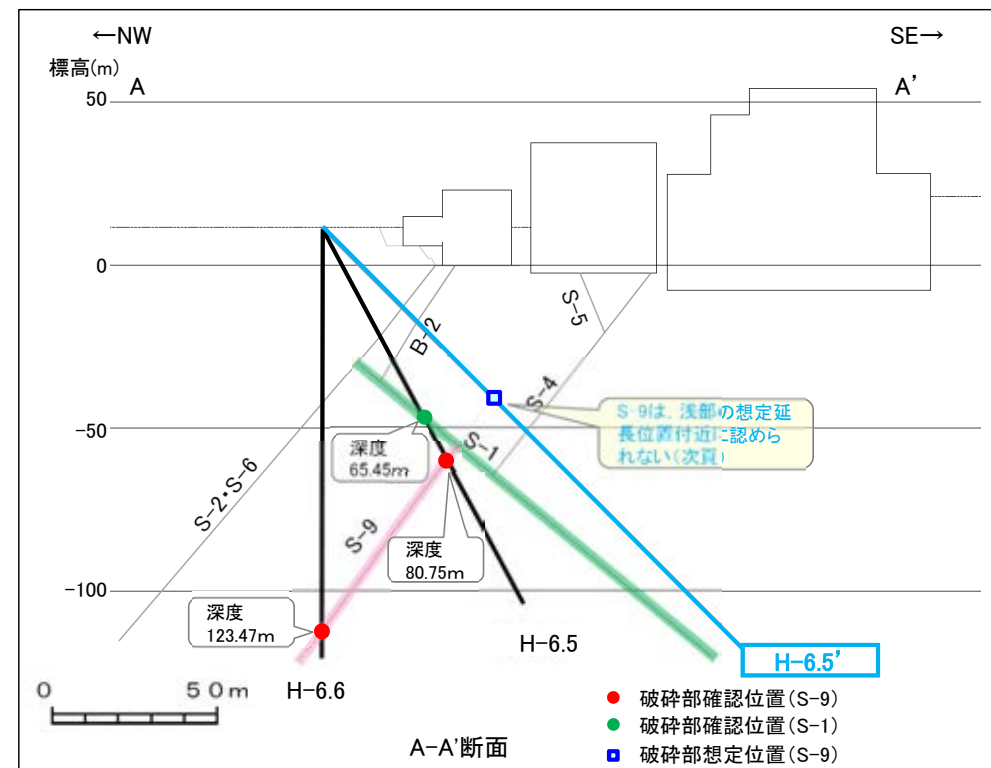 ←NW
SE→
標高(m)
A
A’
50
0
-50
-100
S-5
B-2
S-4
S-9は、浅部の想定延
長位置付近に認めら
れない(次頁)
S-1
深度
65.45m
S-2・S-6
S-9
深度
80.75m
深度
123.47m
H-6.5
H-6.5’
H-6.6
0
50m
破砕部確認位置(S-9)
破砕部確認位置(S-1)
破砕部想定位置(S-9)
A-A’断面